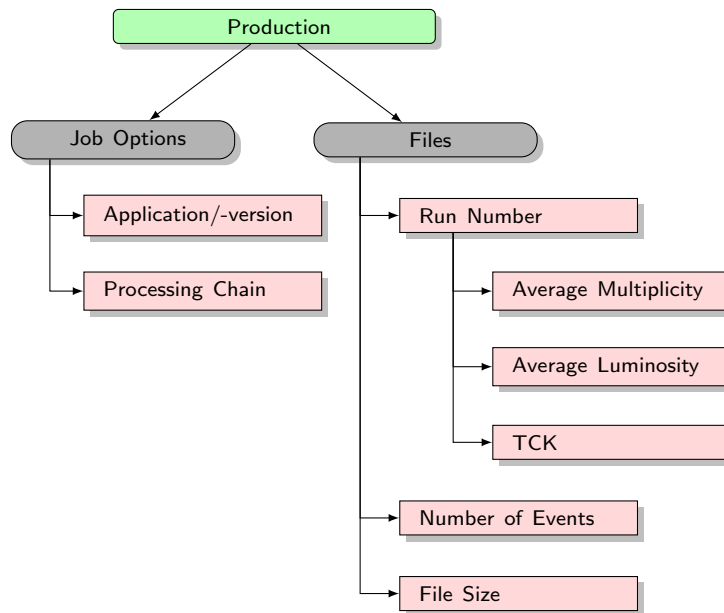 Production
Job Options
Files
Application/-version
Run Number
Processing Chain
Average Multiplicity
Average Luminosity
TCK
Number of Events
File Size